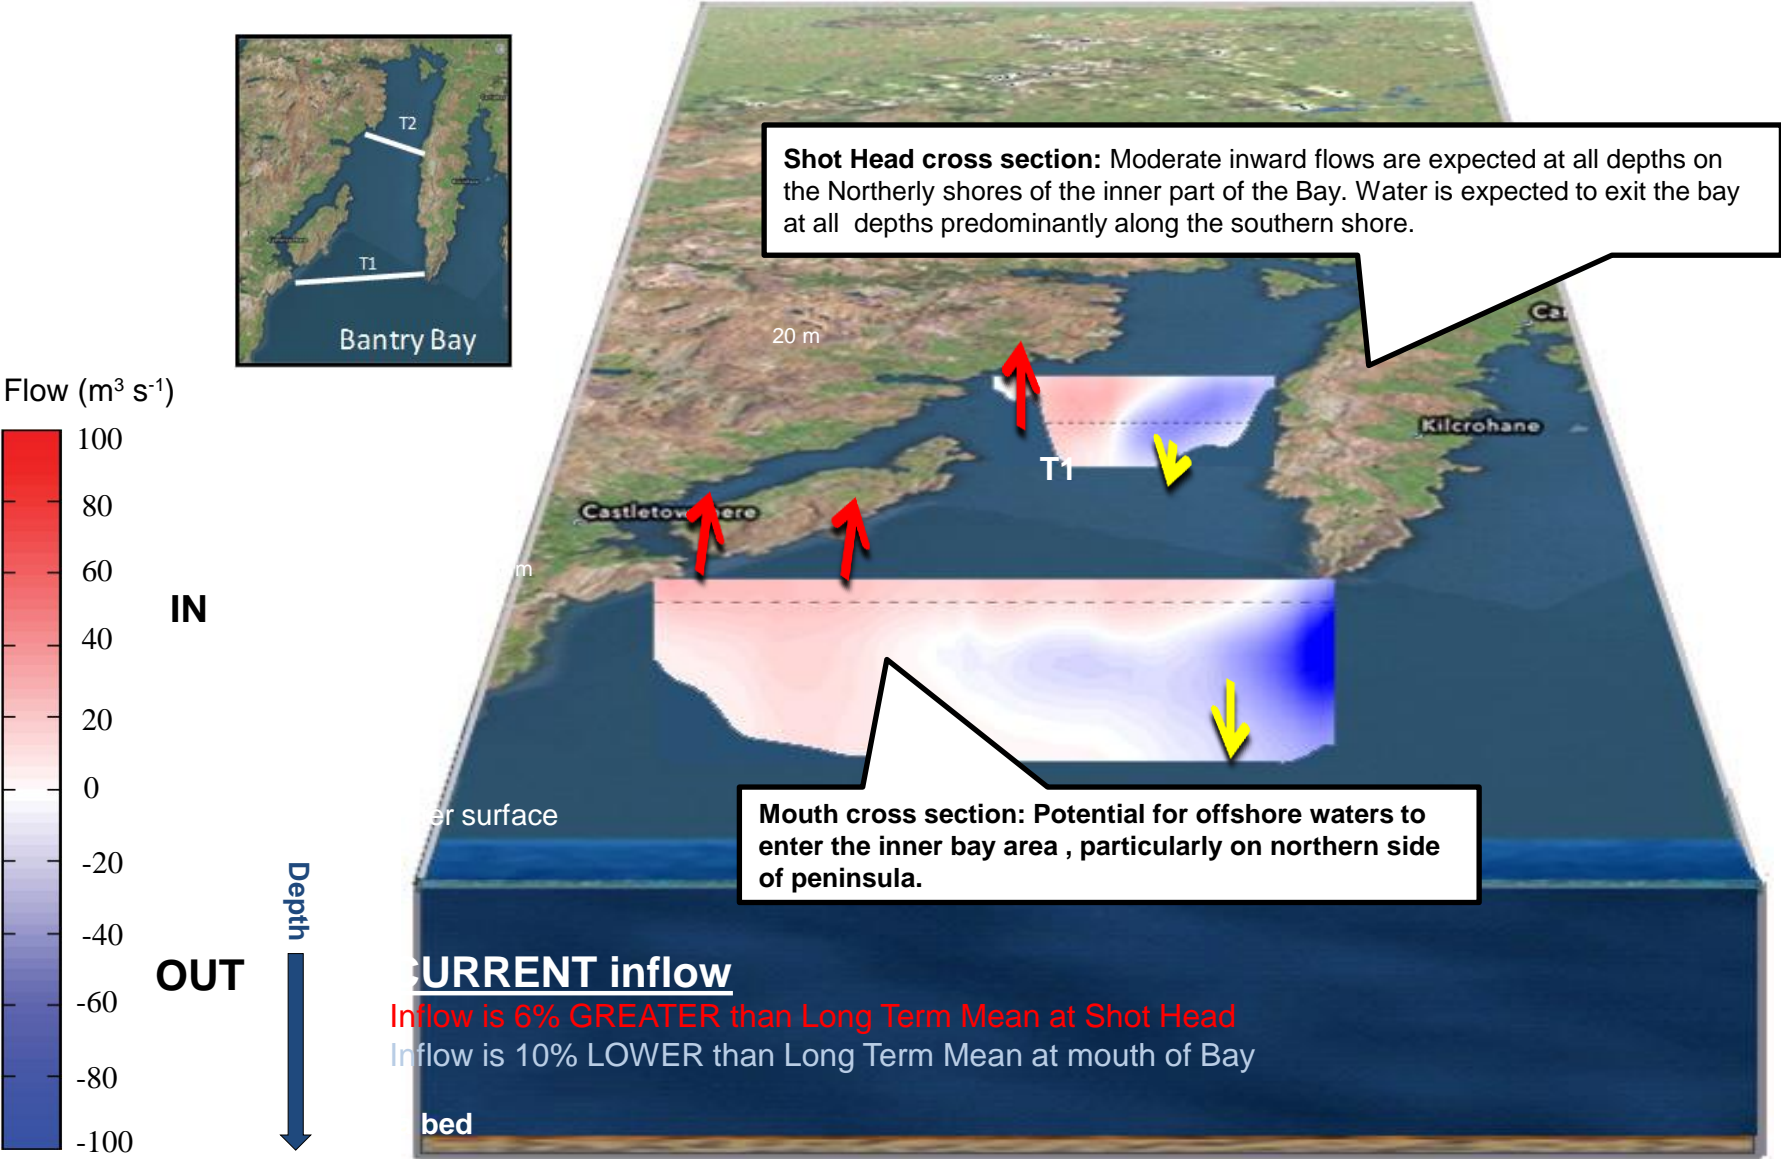 T2
T1
Bantry Bay
Shot Head cross section: Moderate inward flows are expected at all depths on
the Northerly shores of the inner part of the Bay. Water is expected to exit the bay
at all depths predominantly along the southern shore.
20 m
Flow (m³ s⁻¹)
100
80
60
40
20
0
-20
-40
-60
-80
-100
IN
OUT
Depth
Kilcrohane
T1
m
er surface
Mouth cross section: Potential for offshore waters to
enter the inner bay area , particularly on northern side
of peninsula.
CURRENT inflow
Inflow is 6% GREATER than Long Term Mean at Shot Head
Inflow is 10% LOWER than Long Term Mean at mouth of Bay
bed